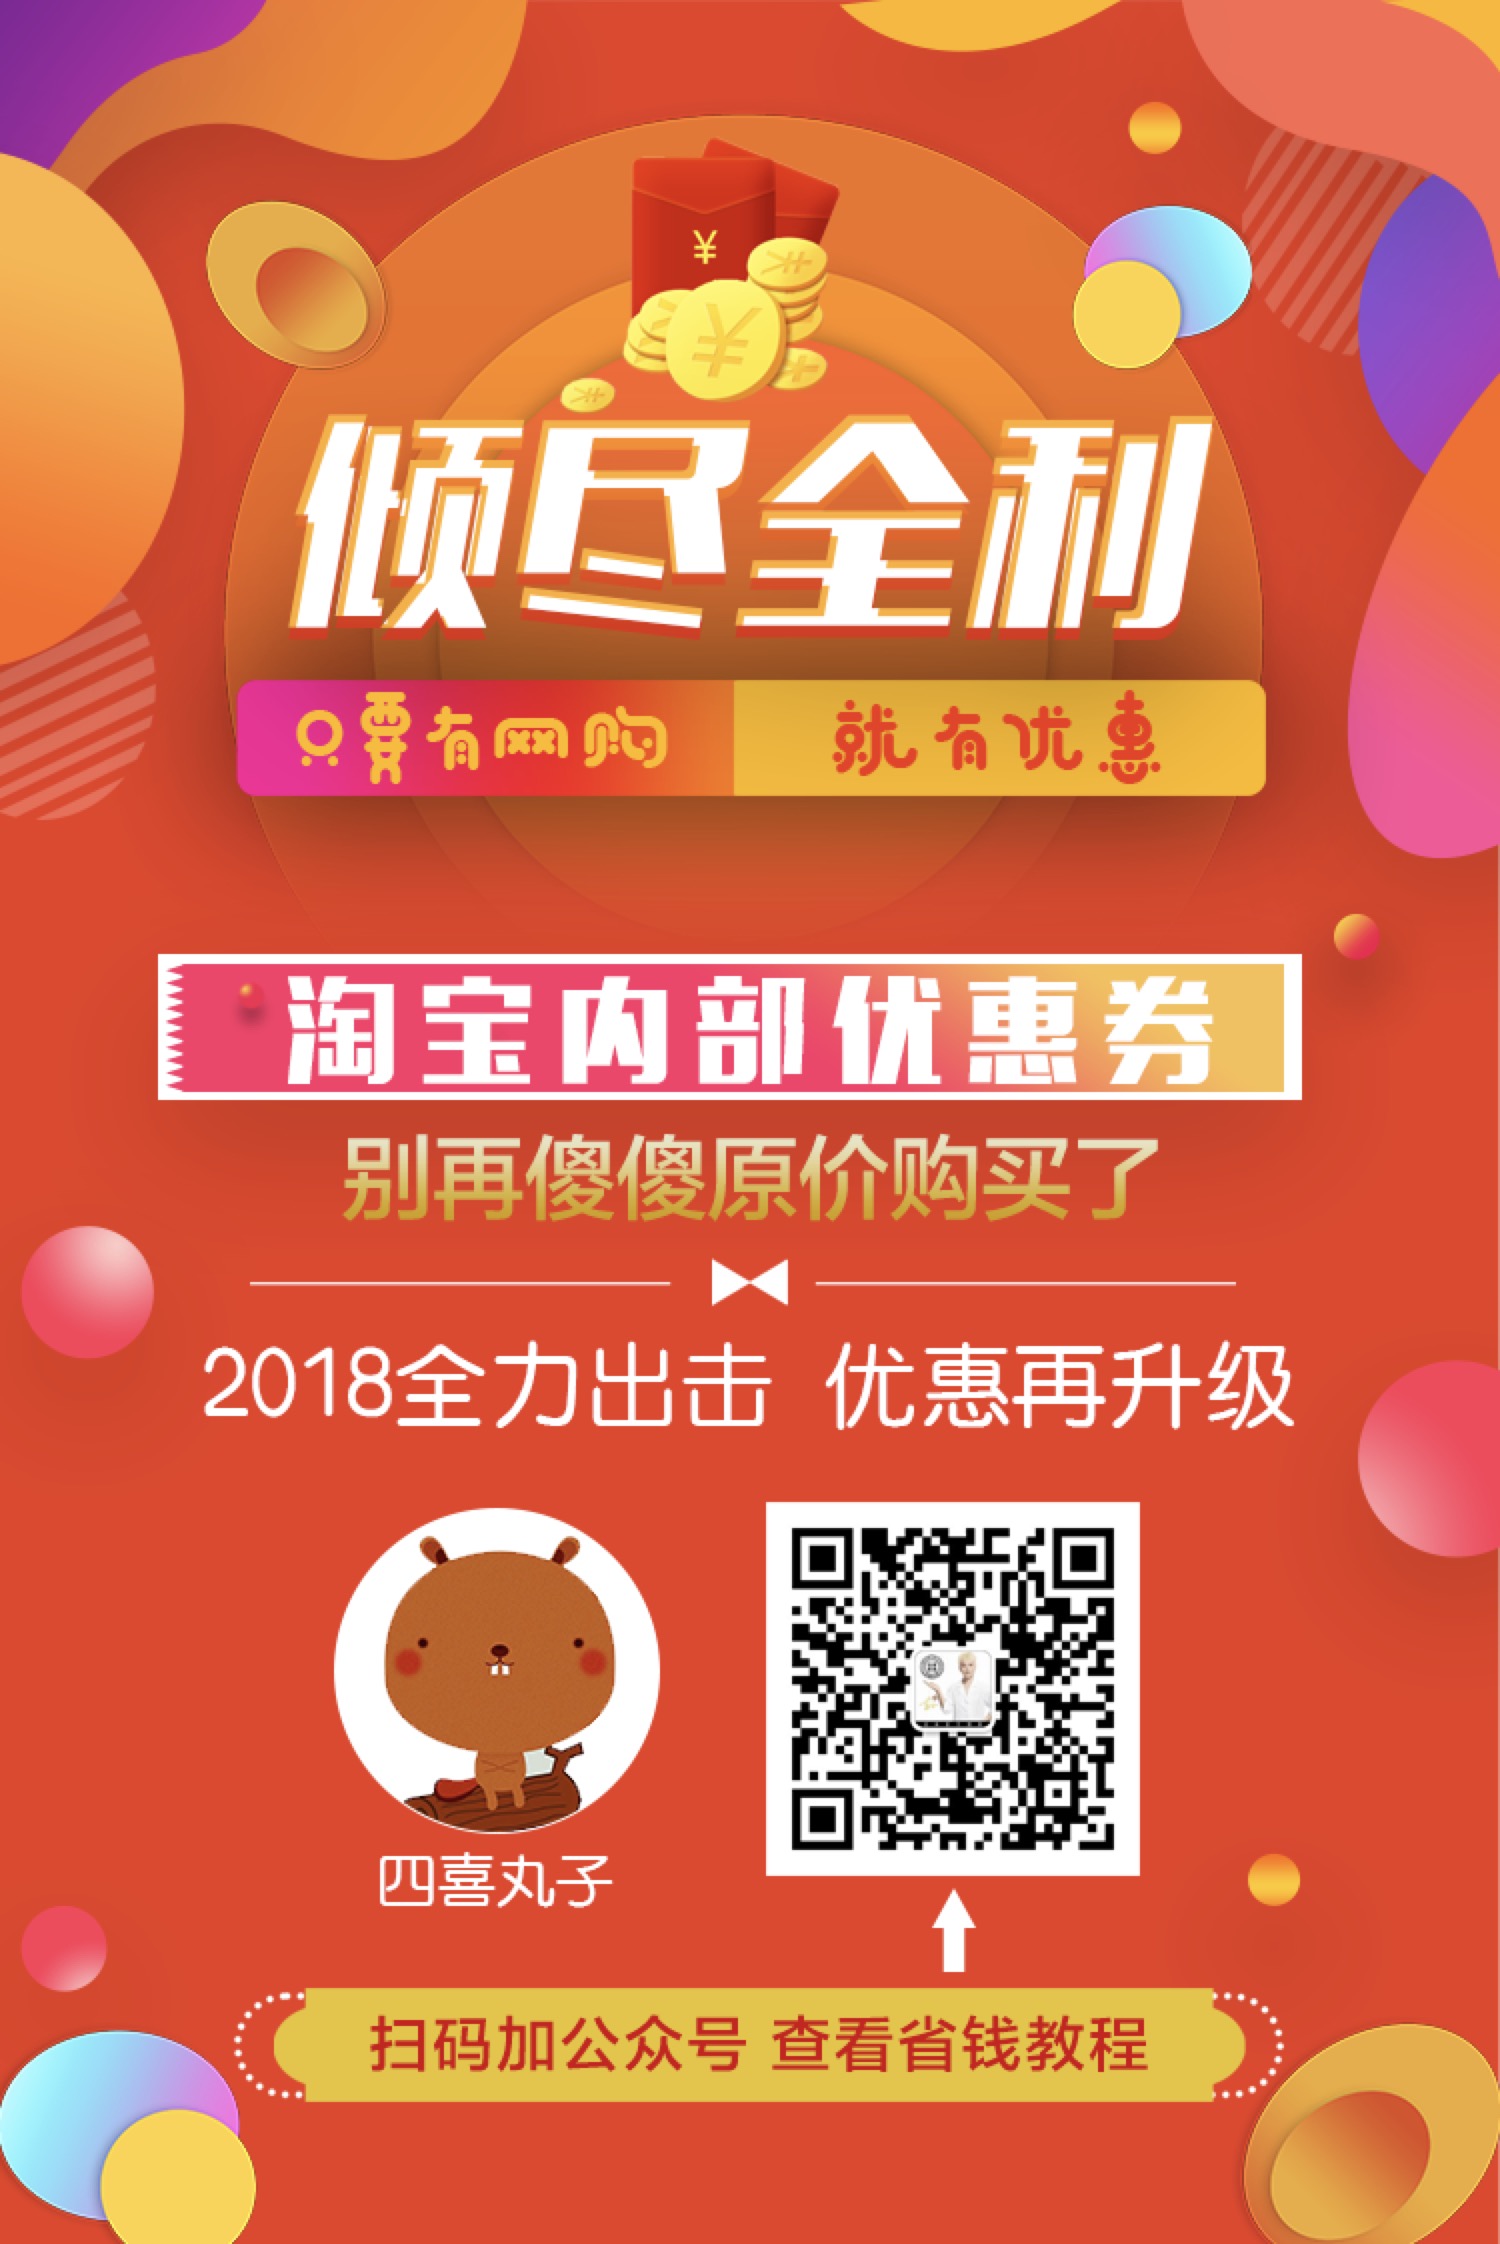 倾尽全利
只要有网购 就有优惠
淘宝内部优惠券
别再傻傻原价购买了
2018全力出击 优惠再升级
四喜丸子
扫码加公众号 查看省钱教程